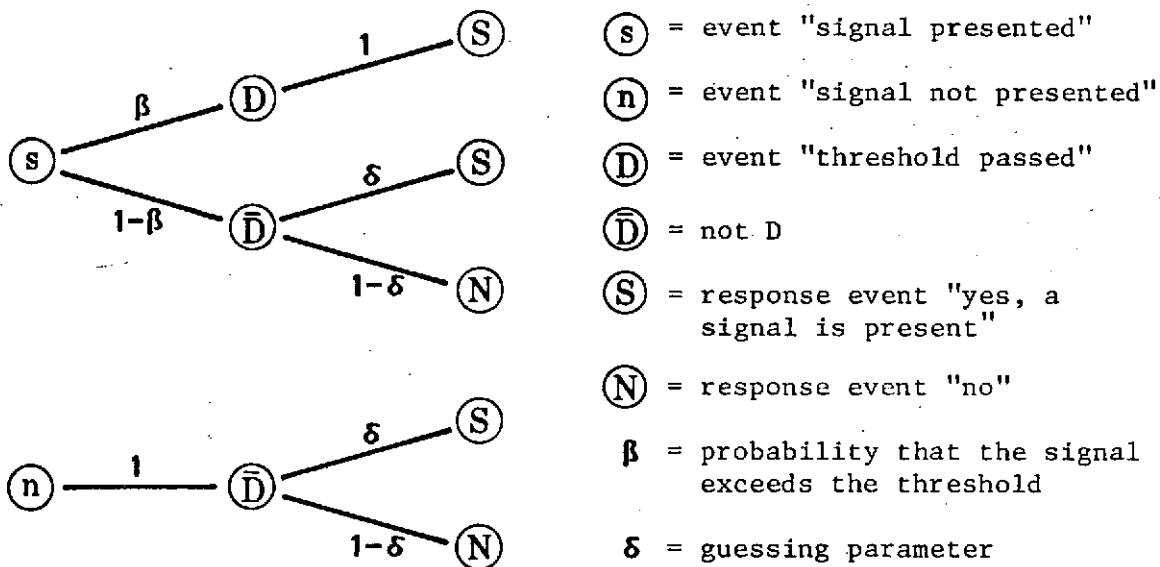 1
S
β
D
s
δ
S
1-β
D̄
1-δ
N
1
n
D̄
δ
S
1-δ
N
s = event "signal presented"
n = event "signal not presented"
D = event "threshold passed"
D̄ = not D
S = response event "yes, a
signal is present"
N = response event "no"
β = probability that the signal
exceeds the threshold
δ = guessing parameter